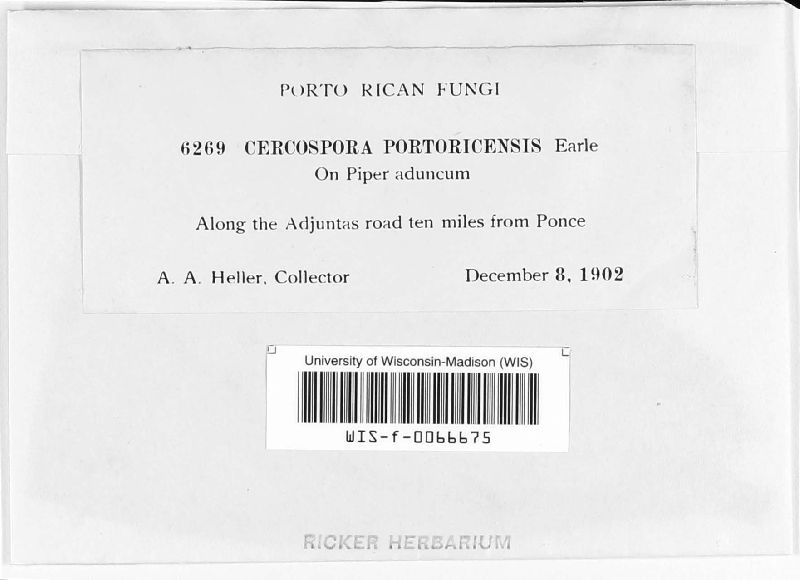 PORTO RICAN FUNGI
6269 CERCOSPORA PORTORICENSIS Earle
On Piper aduncum
Along the Adjuntas road ten miles from Ponce
A. A. Heller, Collector December 8, 1902
University of Wisconsin-Madison (WIS)
WIS-f-0066675
RICKER HERBARIUM